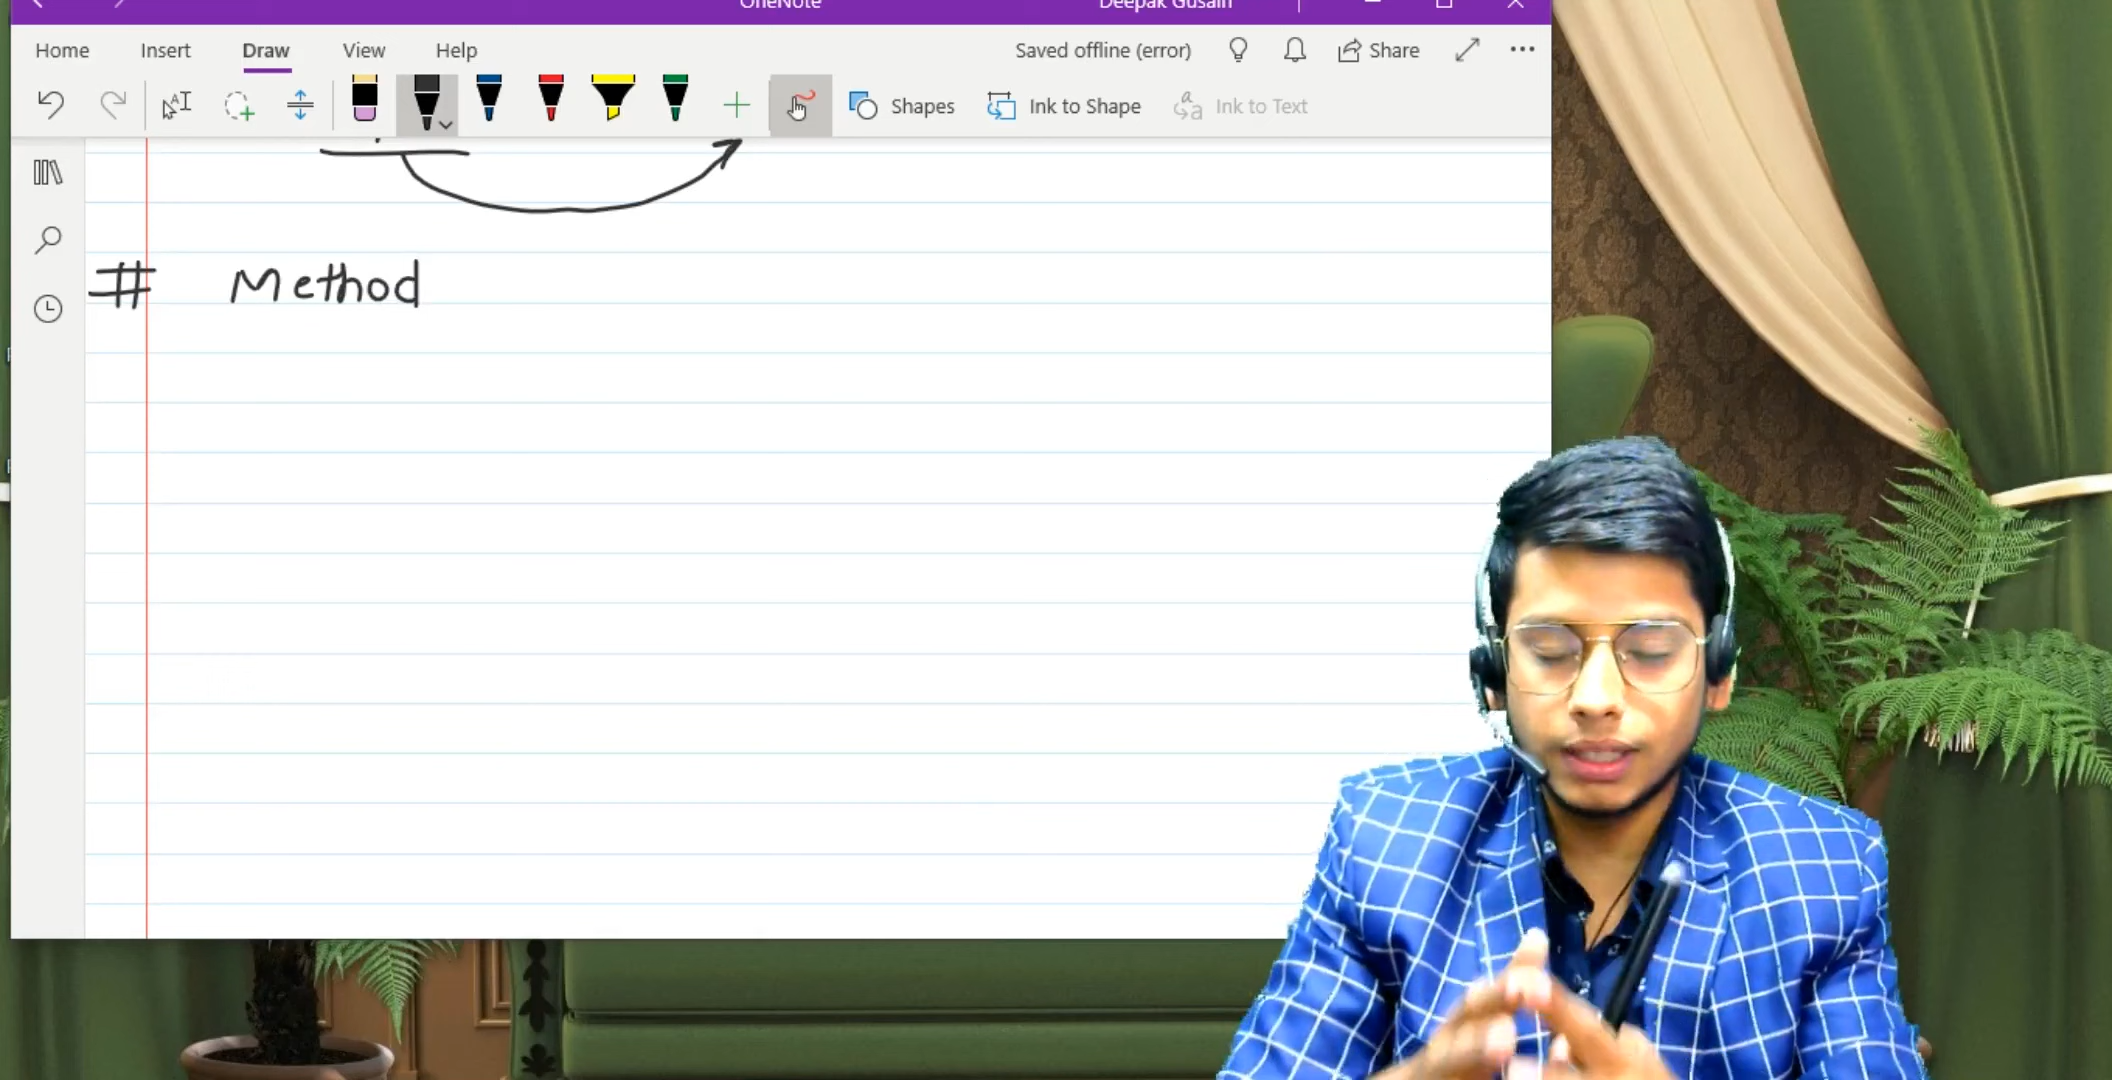 OneNote
Deepak Gusain
Home Insert Draw View Help
Saved offline (error) Share
Shapes Ink to Shape Ink to Text
# Method